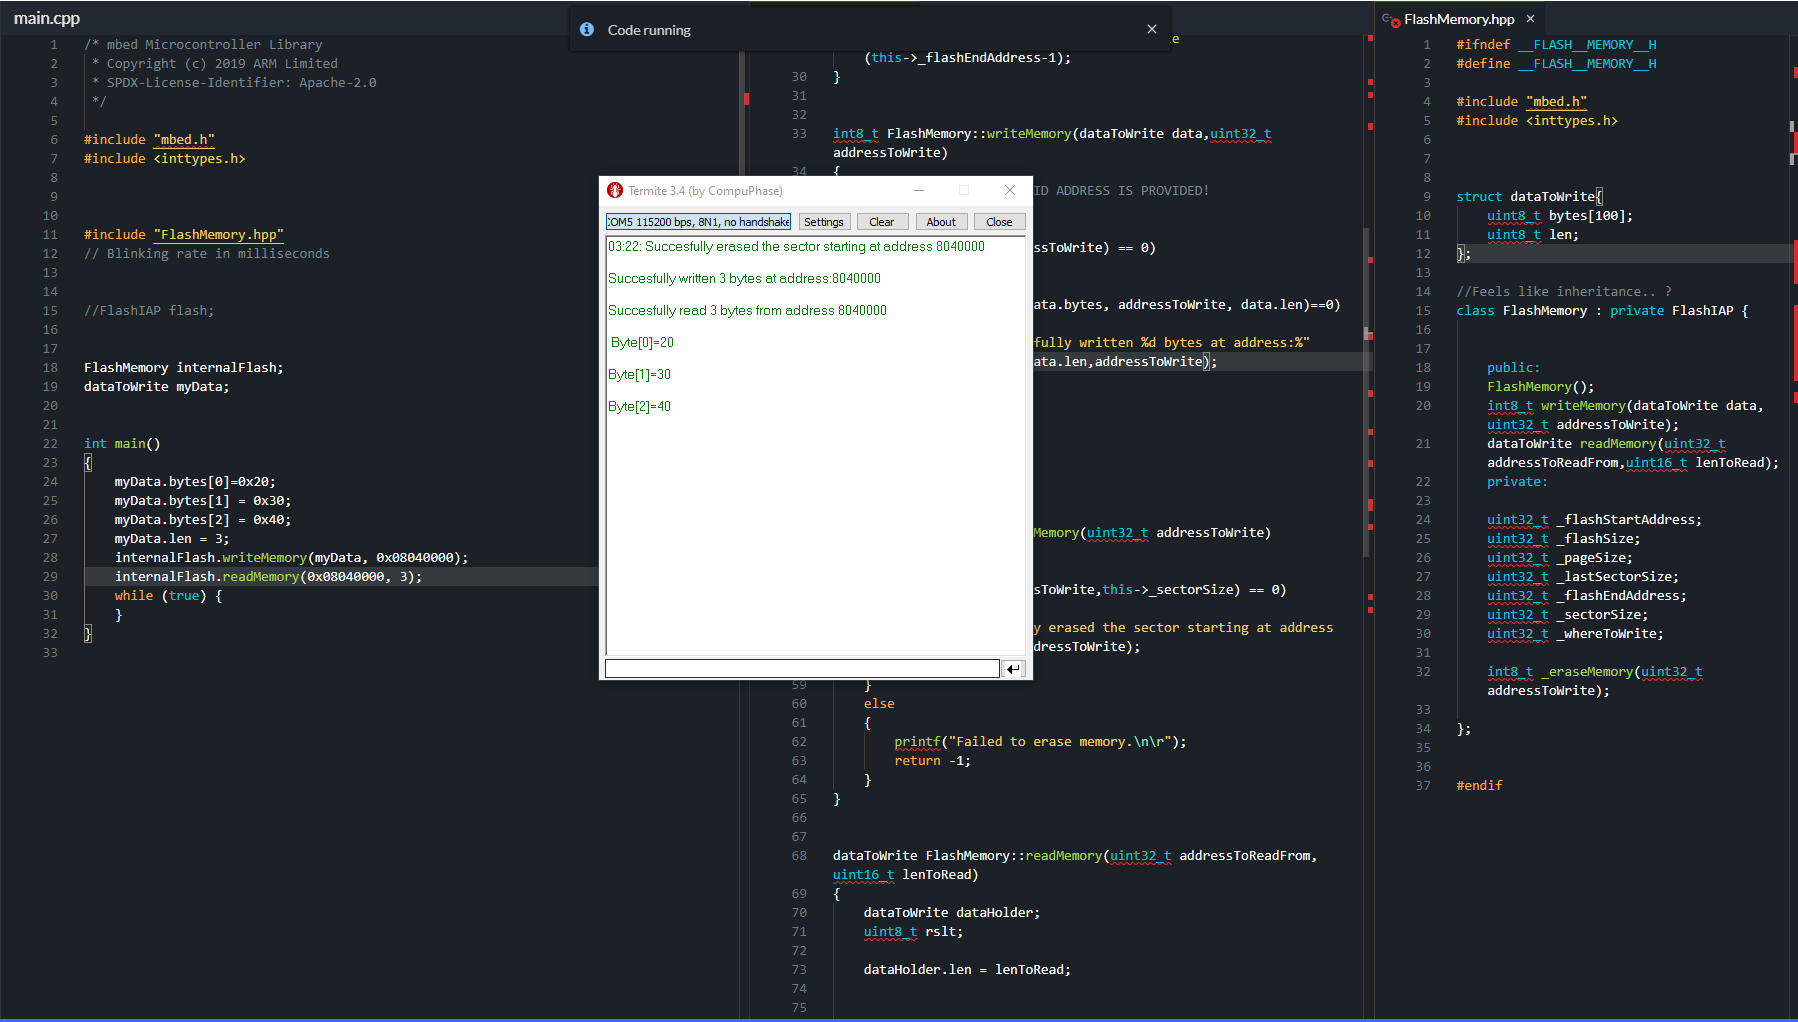 main.cpp
1 /* mbed Microcontroller Library
2 * Copyright (c) 2019 ARM Limited
3 * SPDX-License-Identifier: Apache-2.0
4 */
5
6 #include "mbed.h"
7 #include <inttypes.h>
8
9
10
11 #include "FlashMemory.hpp"
12 // Blinking rate in milliseconds
13
14
15 //FlashIAP flash;
16
17
18 FlashMemory internalFlash;
19 dataToWrite myData;
20
21
22 int main()
23 {
24 myData.bytes[0]=0x20;
25 myData.bytes[1] = 0x30;
26 myData.bytes[2] = 0x40;
27 myData.len = 3;
28 internalFlash.writeMemory(myData, 0x08040000);
29 internalFlash.readMemory(0x08040000, 3);
30 while (true) {
31 }
32 }
33
Code running
e
(this->_flashEndAddress-1);
30 }
31
32
33 int8_t FlashMemory::writeMemory(dataToWrite data,uint32_t
addressToWrite)
34 {
ID ADDRESS IS PROVIDED!
ssToWrite) == 0)
ata.bytes, addressToWrite, data.len)==0)
fully written %d bytes at address:%"
ata.len,addressToWrite);
Memory(uint32_t addressToWrite)
sToWrite,this->_sectorSize) == 0)
y erased the sector starting at address
dressToWrite);
59 }
60 else
61 {
62 printf("Failed to erase memory.\n\r");
63 return -1;
64 }
65 }
66
67
68 dataToWrite FlashMemory::readMemory(uint32_t addressToReadFrom,
uint16_t lenToRead)
69 {
70 dataToWrite dataHolder;
71 uint8_t rslt;
72
73 dataHolder.len = lenToRead;
74
75
Termite 3.4 (by CompuPhase)
COM5 115200 bps, 8N1, no handshake
Settings
Clear
About
Close
03:22: Succesfully erased the sector starting at address 8040000
Succesfully written 3 bytes at address:8040000
Succesfully read 3 bytes from address 8040000
Byte[0]=20
Byte[1]=30
Byte[2]=40
FlashMemory.hpp
1 #ifndef __FLASH__MEMORY__H
2 #define __FLASH__MEMORY__H
3
4 #include "mbed.h"
5 #include <inttypes.h>
6
7
8
9 struct dataToWrite{
10 uint8_t bytes[100];
11 uint8_t len;
12 };
13
14 //Feels like inheritance.. ?
15 class FlashMemory : private FlashIAP {
16
17
18 public:
19 FlashMemory();
20 int8_t writeMemory(dataToWrite data,
uint32_t addressToWrite);
21 dataToWrite readMemory(uint32_t
addressToReadFrom,uint16_t lenToRead);
22 private:
23
24 uint32_t _flashStartAddress;
25 uint32_t _flashSize;
26 uint32_t _pageSize;
27 uint32_t _lastSectorSize;
28 uint32_t _flashEndAddress;
29 uint32_t _sectorSize;
30 uint32_t _whereToWrite;
31
32 int8_t _eraseMemory(uint32_t
addressToWrite);
33
34 };
35
36
37 #endif